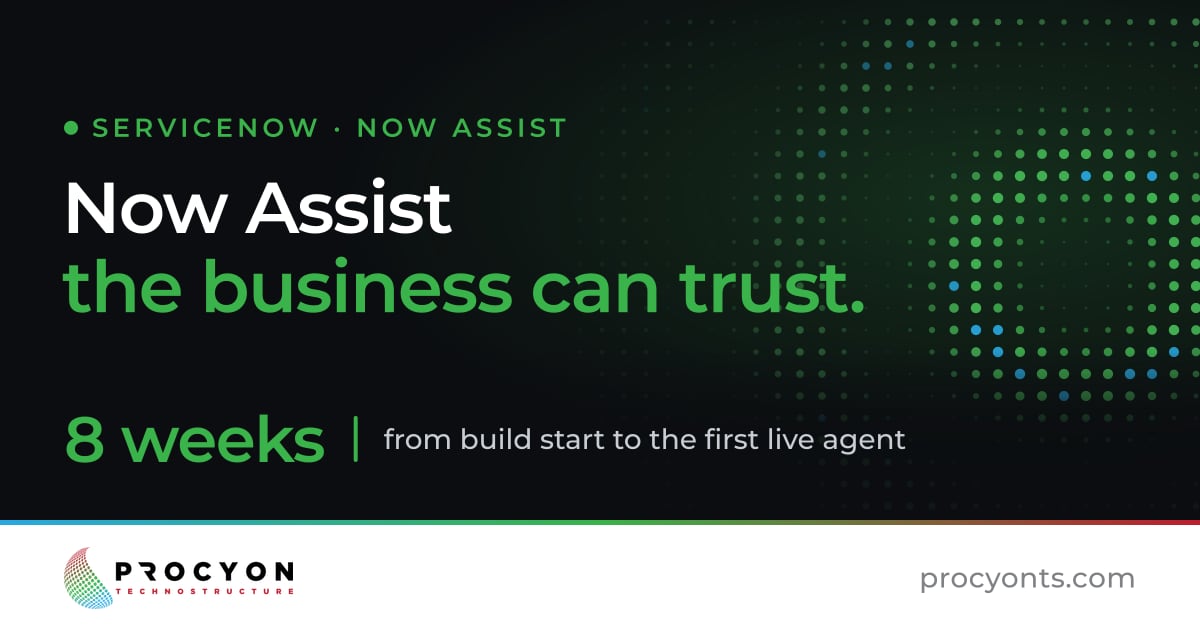 SERVICENOW · NOW ASSIST
Now Assist
the business can trust.
8 weeks
from build start to the first live agent
PROCYON
TECHNOSTRUCTURE
procyonts.com